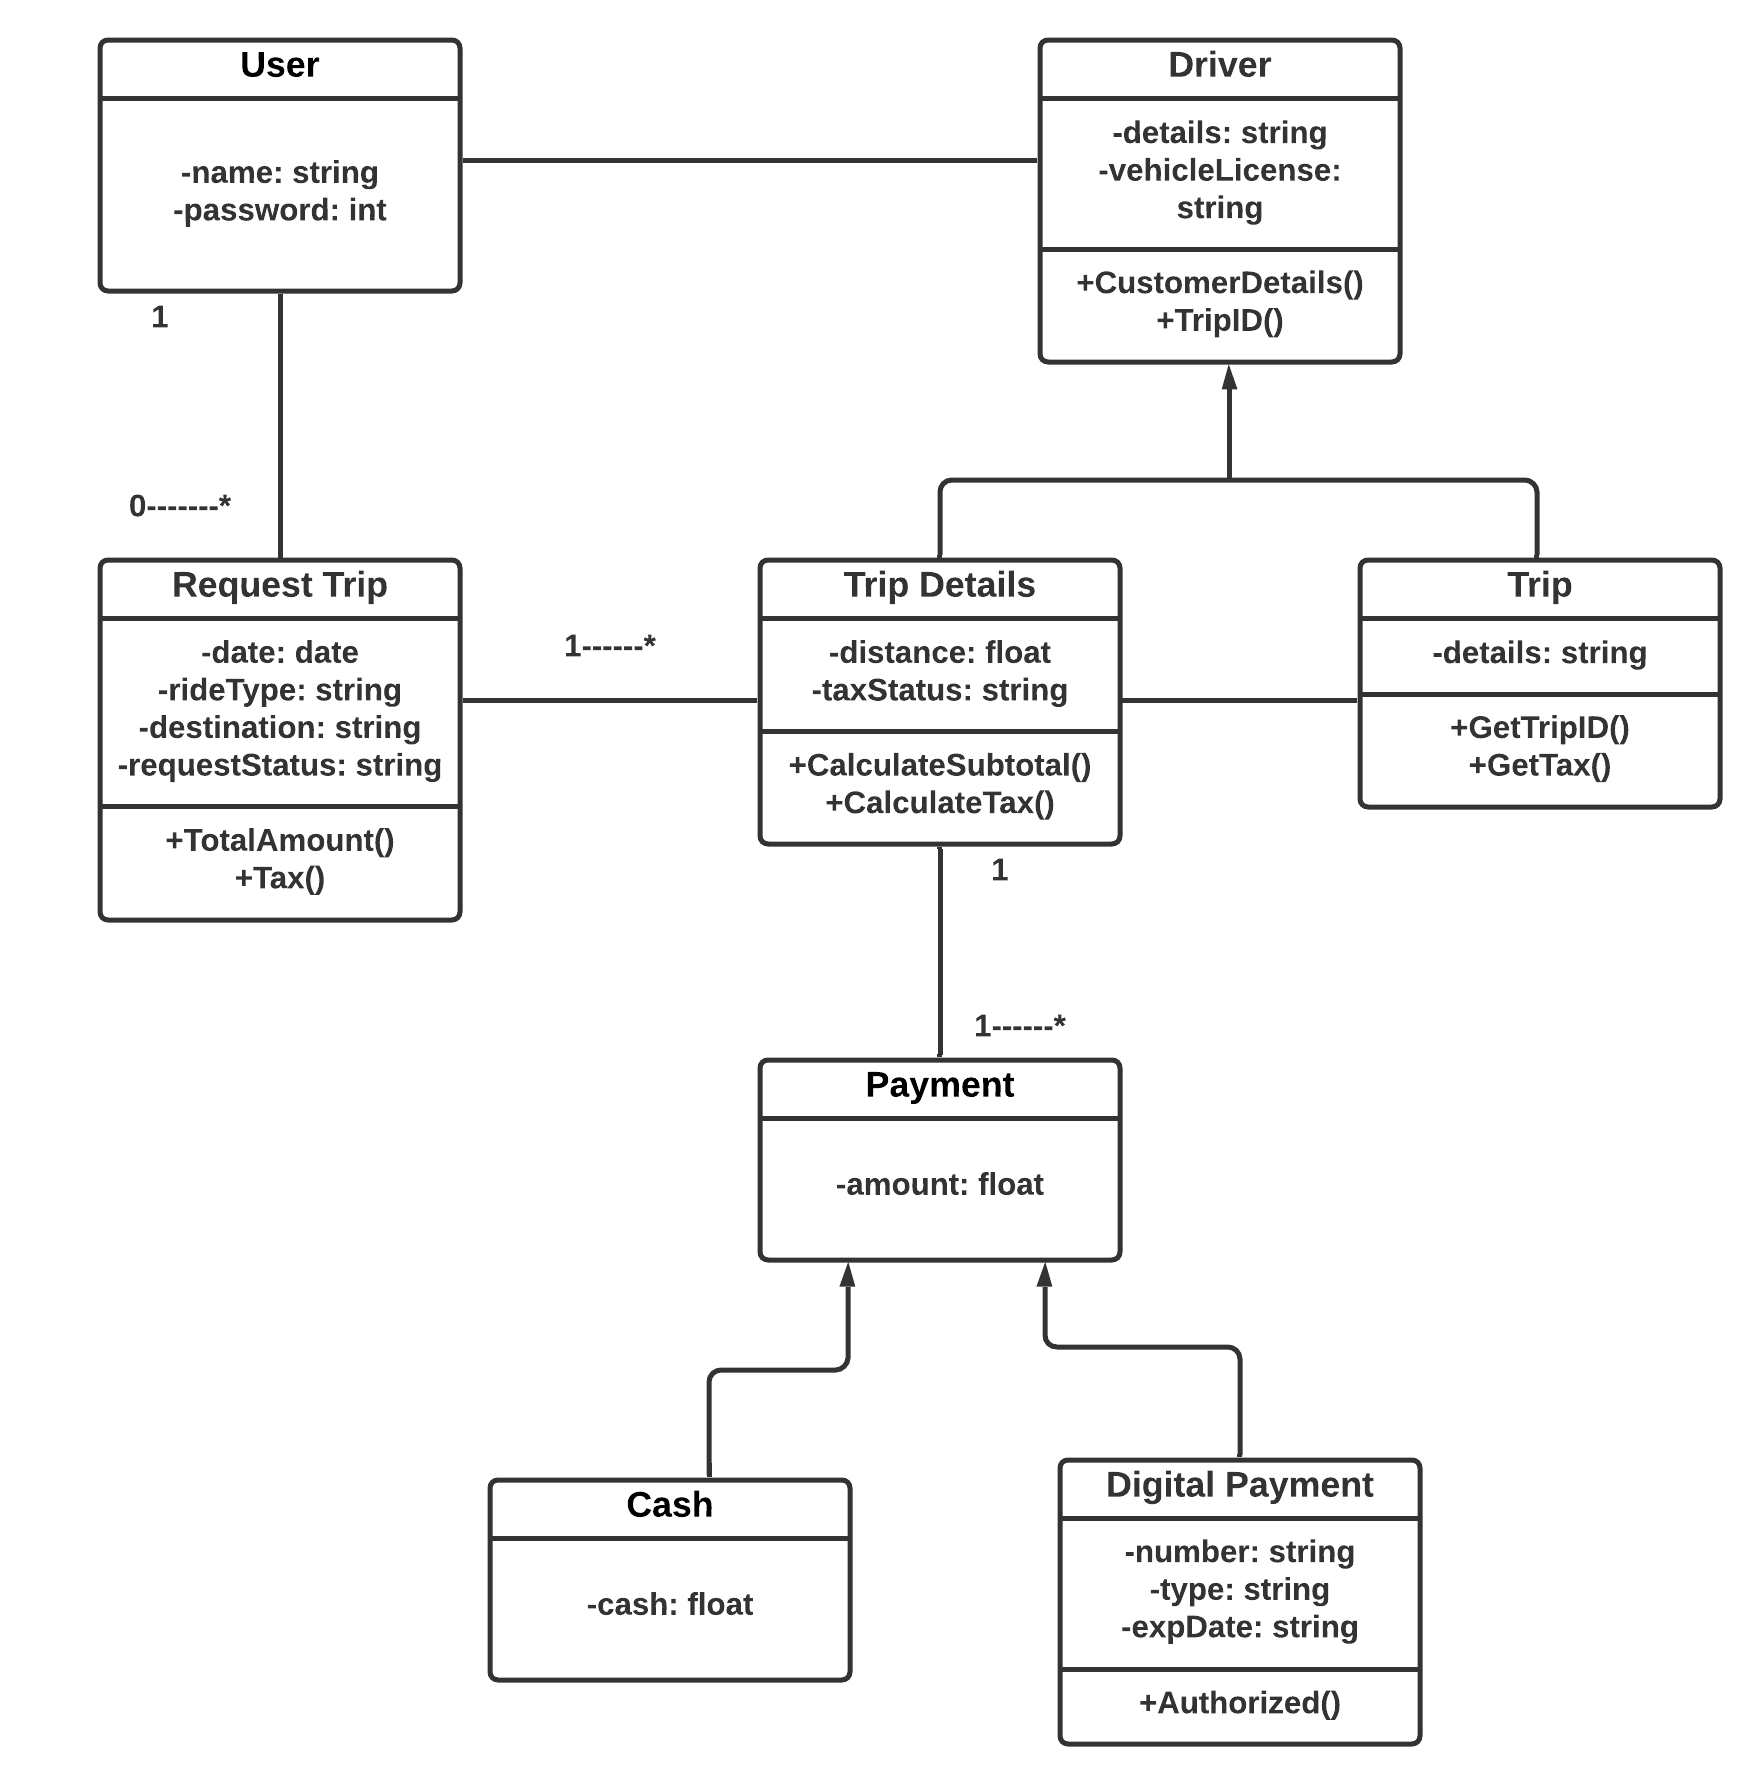 User
-name: string
-password: int
Driver
-details: string
-vehicleLicense:
string
+CustomerDetails()
+TripID()
1
0-------*
Request Trip
-date: date
-rideType: string
-destination: string
-requestStatus: string
+TotalAmount()
+Tax()
1------*
Trip Details
-distance: float
-taxStatus: string
+CalculateSubtotal()
+CalculateTax()
Trip
-details: string
+GetTripID()
+GetTax()
1
1------*
Payment
-amount: float
Cash
-cash: float
Digital Payment
-number: string
-type: string
-expDate: string
+Authorized()